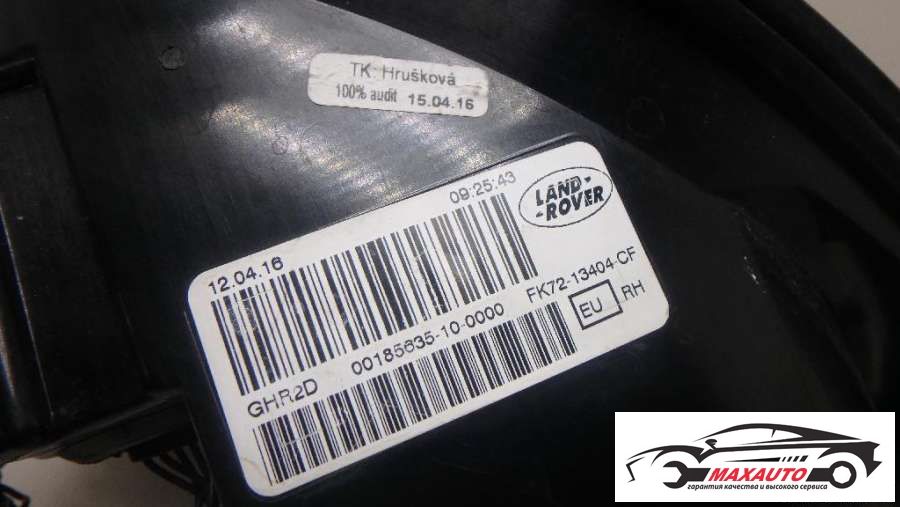 TK: Hrušková
100% audit 15.04.16
12.04.16
09:25:43
LAND-
-ROVER
GHR2D
00185635-10-0000
FK72-13404-CF
EU
RH
MAXAUTO
гарантия качества и высокого сервиса